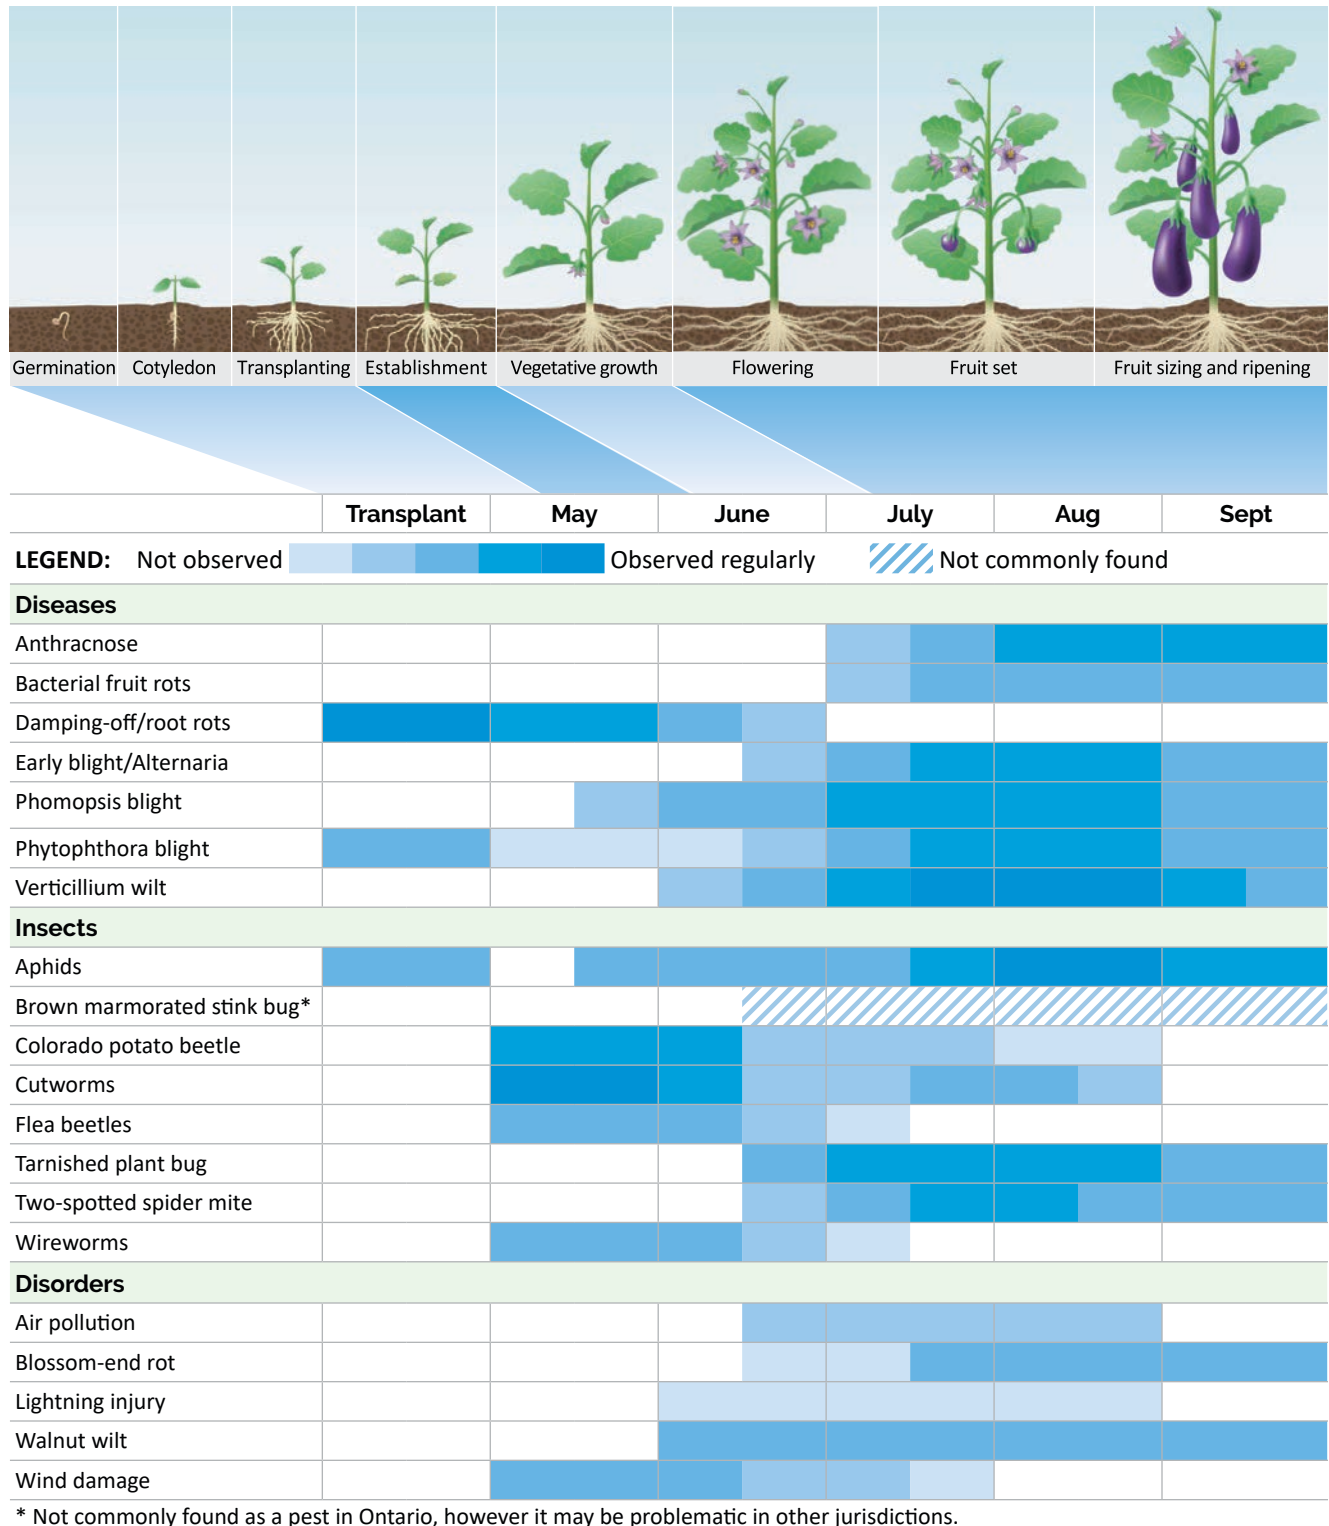 Germination Cotyledon Transplanting Establishment Vegetative growth Flowering Fruit set Fruit sizing and ripening
Transplant May June July Aug Sept
LEGEND: Not observed Observed regularly Not commonly found
Diseases
Anthracnose
Bacterial fruit rots
Damping-off/root rots
Early blight/Alternaria
Phomopsis blight
Phytophthora blight
Verticillium wilt
Insects
Aphids
Brown marmorated stink bug*
Colorado potato beetle
Cutworms
Flea beetles
Tarnished plant bug
Two-spotted spider mite
Wireworms
Disorders
Air pollution
Blossom-end rot
Lightning injury
Walnut wilt
Wind damage
* Not commonly found as a pest in Ontario, however it may be problematic in other jurisdictions.